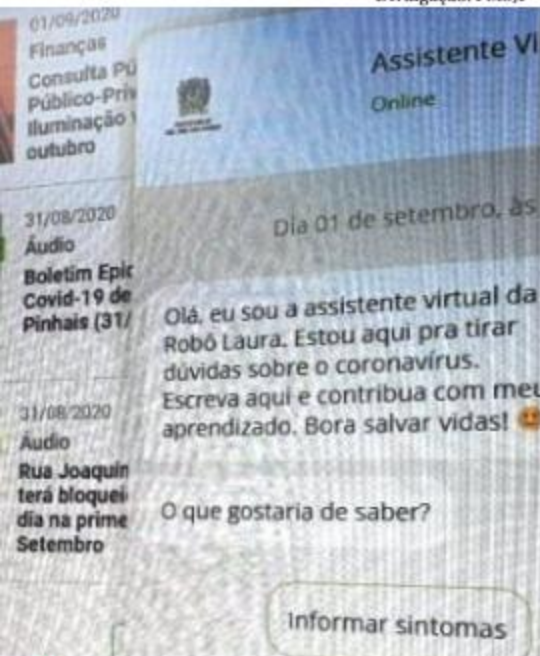 01/09/2020
Finanças
Consulta Pú
Público-Priv
Iluminação
outubro
31/08/2020
Áudio
Boletim Epic
Covid-19 de
Pinhais (31/
31/08/2020
Áudio
Rua Joaquin
terá bloquei
dia na prime
Setembro
Assistente Vi
Online
Dia 01 de setembro, às
Olá, eu sou a assistente virtual da
Robô Laura. Estou aqui pra tirar
dúvidas sobre o coronavírus.
Escreva aqui e contribua com meu
aprendizado. Bora salvar vidas! 😃
O que gostaria de saber?
Informar sintomas